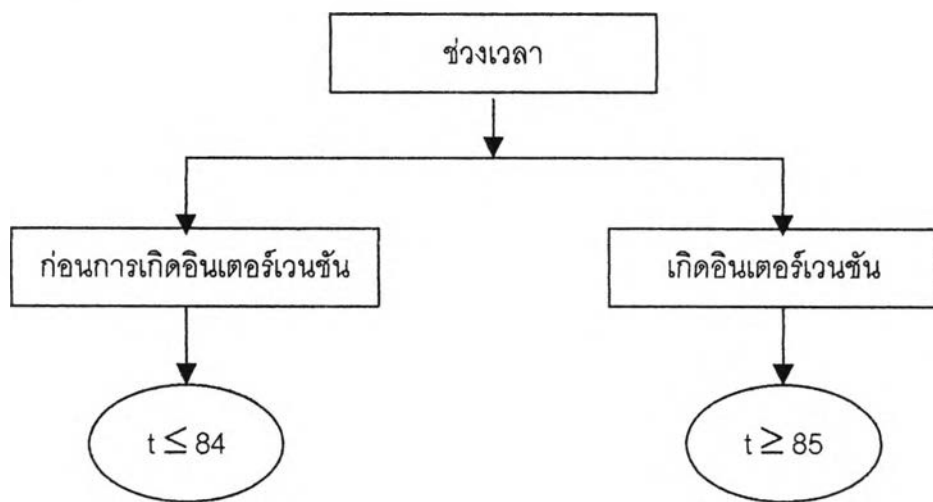 ช่วงเวลา
ก่อนการเกิดอินเตอร์เวนชัน
เกิดอินเตอร์เวนชัน
t ≤ 84
t ≥ 85